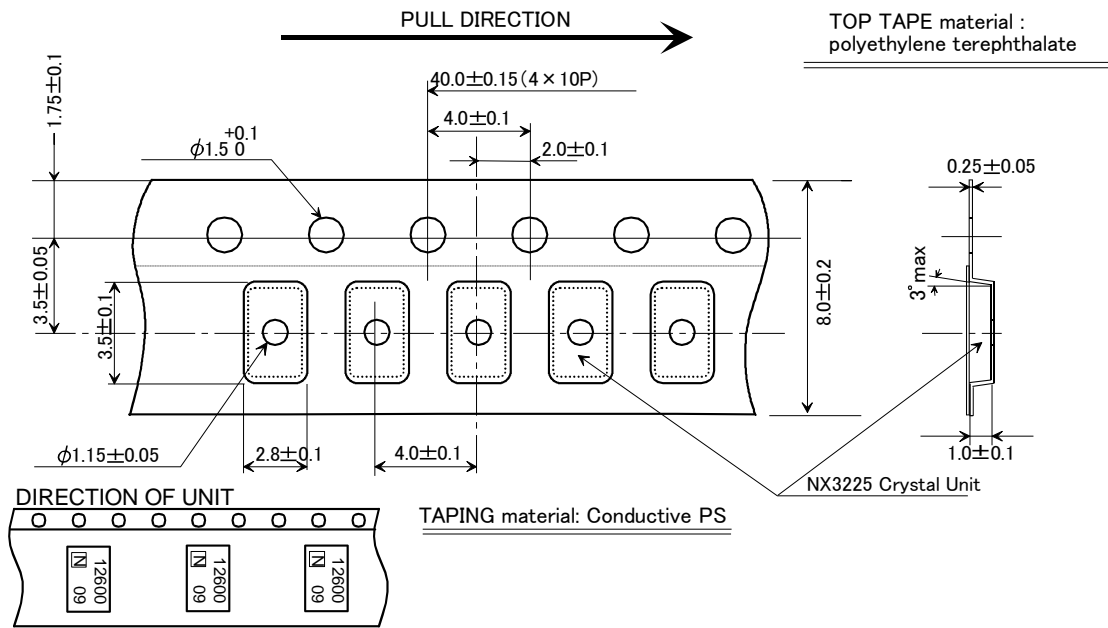 PULL DIRECTION
TOP TAPE material :
polyethylene terephthalate
1.75±0.1
40.0±0.15(4×10P)
4.0±0.1
+0.1
φ1.5 0
2.0±0.1
0.25±0.05
3.5±0.05
3.5±0.1
8.0±0.2
3°max
φ1.15±0.05
2.8±0.1
4.0±0.1
1.0±0.1
NX3225 Crystal Unit
DIRECTION OF UNIT
TAPING material: Conductive PS
12600
N 09
12600
N 09
12600
N 09